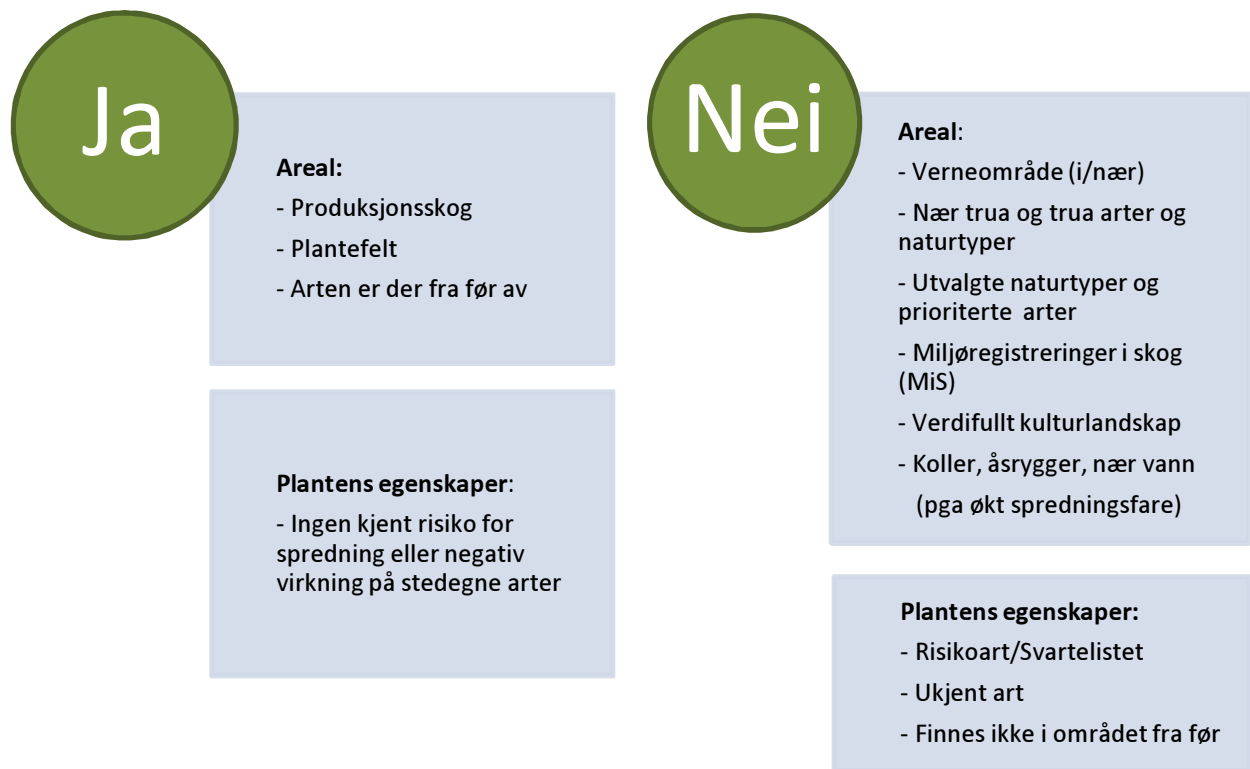 Ja
Areal:
- Produksjonsskog
- Plantefelt
- Arten er der fra før av
Plantens egenskaper:
- Ingen kjent risiko for
spredning eller negativ
virkning på stedegne arter
Nei
Areal:
- Verneområde (i/nær)
- Nær trua og trua arter og
naturtyper
- Utvalgte naturtyper og
prioriterte arter
- Miljøregistreringer i skog
(MiS)
- Verdifullt kulturlandskap
- Koller, åsrygger, nær vann
(pga økt spredningsfare)
Plantens egenskaper:
- Risikoart/Svartelistet
- Ukjent art
- Finnes ikke i området fra før